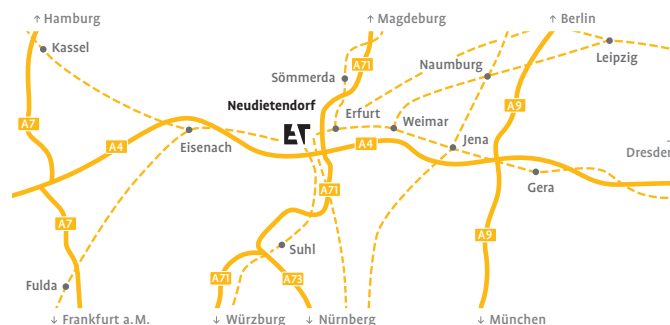 ↑ Hamburg
↑ Magdeburg
↑ Berlin
Kassel
Leipzig
A71
Naumburg
Sömmerda
Neudietendorf
A9
Erfurt
Weimar
A7
ET
A4
A4
Jena
Eisenach
Dresden
A71
Gera
A7
A9
Suhl
A71
A73
Fulda
↓ Frankfurt a.M.
↓ Würzburg
↓ Nürnberg
↓ München